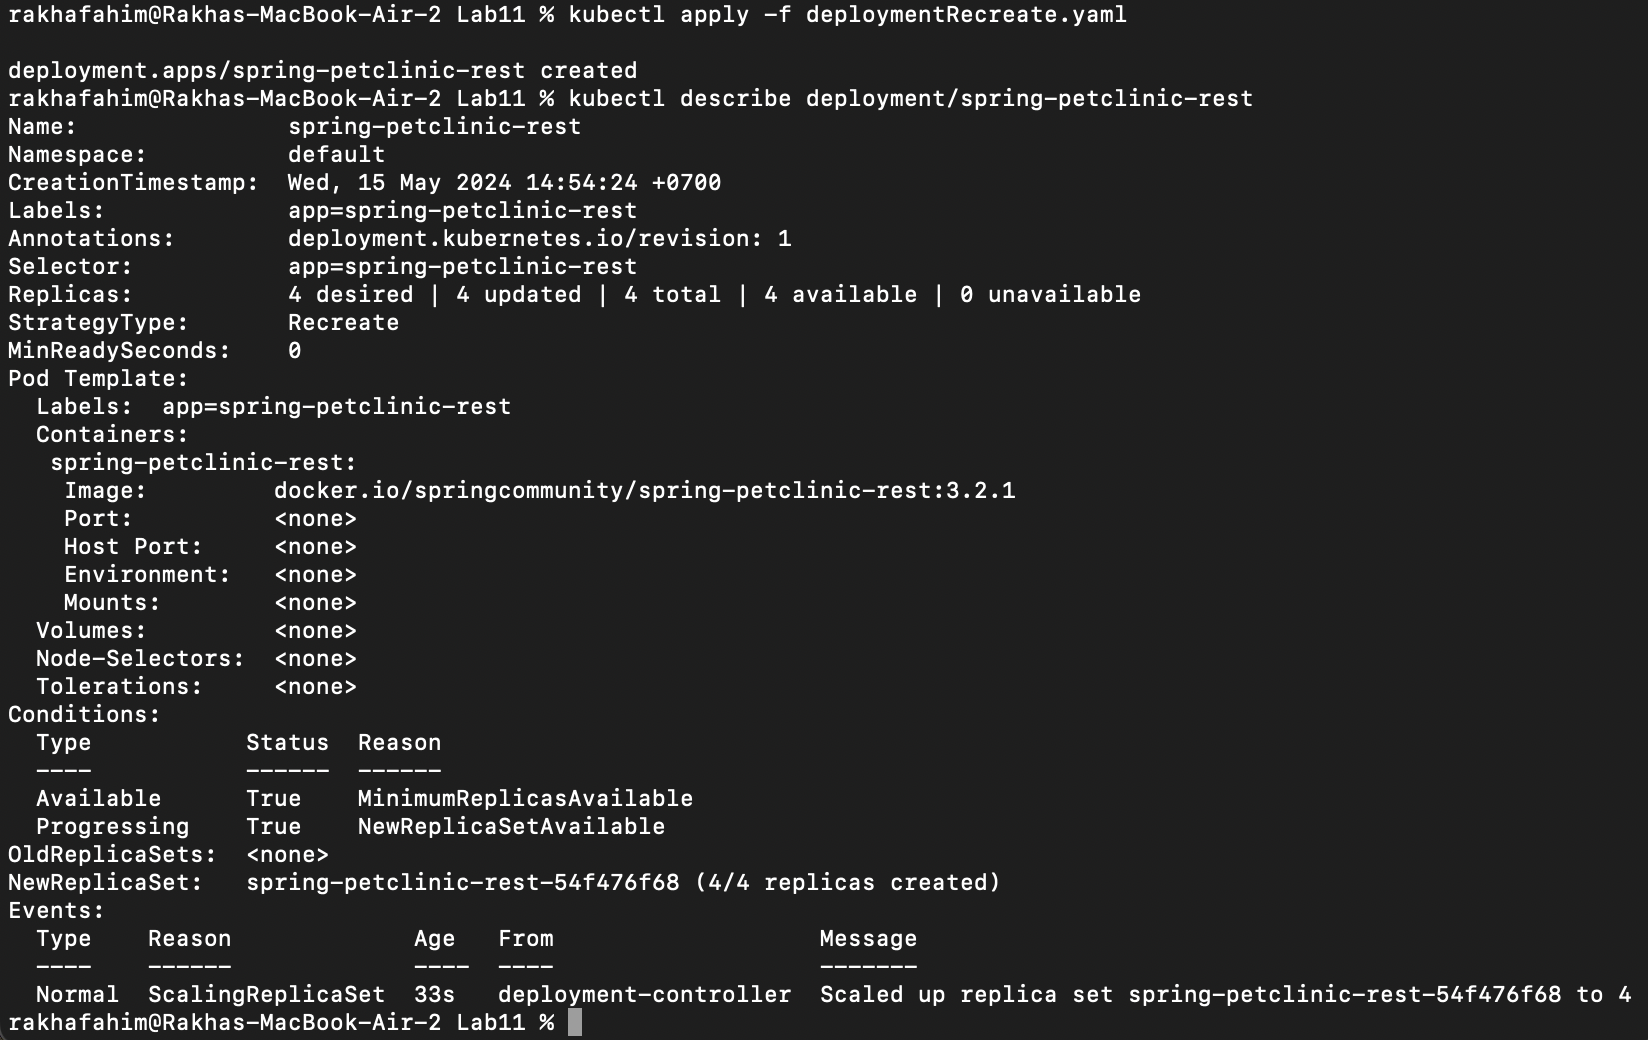 rakhafahim@Rakhas-MacBook-Air-2 Lab11 % kubectl apply -f deploymentRecreate.yaml
deployment.apps/spring-petclinic-rest created
rakhafahim@Rakhas-MacBook-Air-2 Lab11 % kubectl describe deployment/spring-petclinic-rest
Name:               spring-petclinic-rest
Namespace:          default
CreationTimestamp:  Wed, 15 May 2024 14:54:24 +0700
Labels:             app=spring-petclinic-rest
Annotations:        deployment.kubernetes.io/revision: 1
Selector:           app=spring-petclinic-rest
Replicas:           4 desired | 4 updated | 4 total | 4 available | 0 unavailable
StrategyType:       Recreate
MinReadySeconds:    0
Pod Template:
  Labels:  app=spring-petclinic-rest
  Containers:
   spring-petclinic-rest:
    Image:         docker.io/springcommunity/spring-petclinic-rest:3.2.1
    Port:          <none>
    Host Port:     <none>
    Environment:   <none>
    Mounts:        <none>
  Volumes:         <none>
  Node-Selectors:  <none>
  Tolerations:     <none>
Conditions:
  Type           Status  Reason
  ----           ------  ------
  Available      True    MinimumReplicasAvailable
  Progressing    True    NewReplicaSetAvailable
OldReplicaSets:  <none>
NewReplicaSet:   spring-petclinic-rest-54f476f68 (4/4 replicas created)
Events:
  Type    Reason             Age   From                   Message
  ----    ------             ----  ----                   -------
  Normal  ScalingReplicaSet  33s   deployment-controller  Scaled up replica set spring-petclinic-rest-54f476f68 to 4
rakhafahim@Rakhas-MacBook-Air-2 Lab11 %